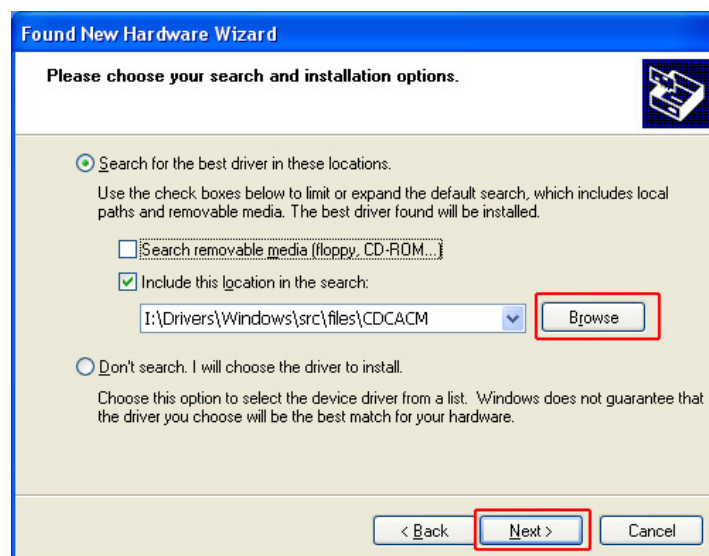 Found New Hardware Wizard
Please choose your search and installation options.
Search for the best driver in these locations.
Use the check boxes below to limit or expand the default search, which includes local
paths and removable media. The best driver found will be installed.
Search removable media (floppy, CD-ROM...)
Include this location in the search:
I:\Drivers\Windows\src\files\CDCACM
Browse
Don't search. I will choose the driver to install.
Choose this option to select the device driver from a list.  Windows does not guarantee that
the driver you choose will be the best match for your hardware.
< Back
Next >
Cancel